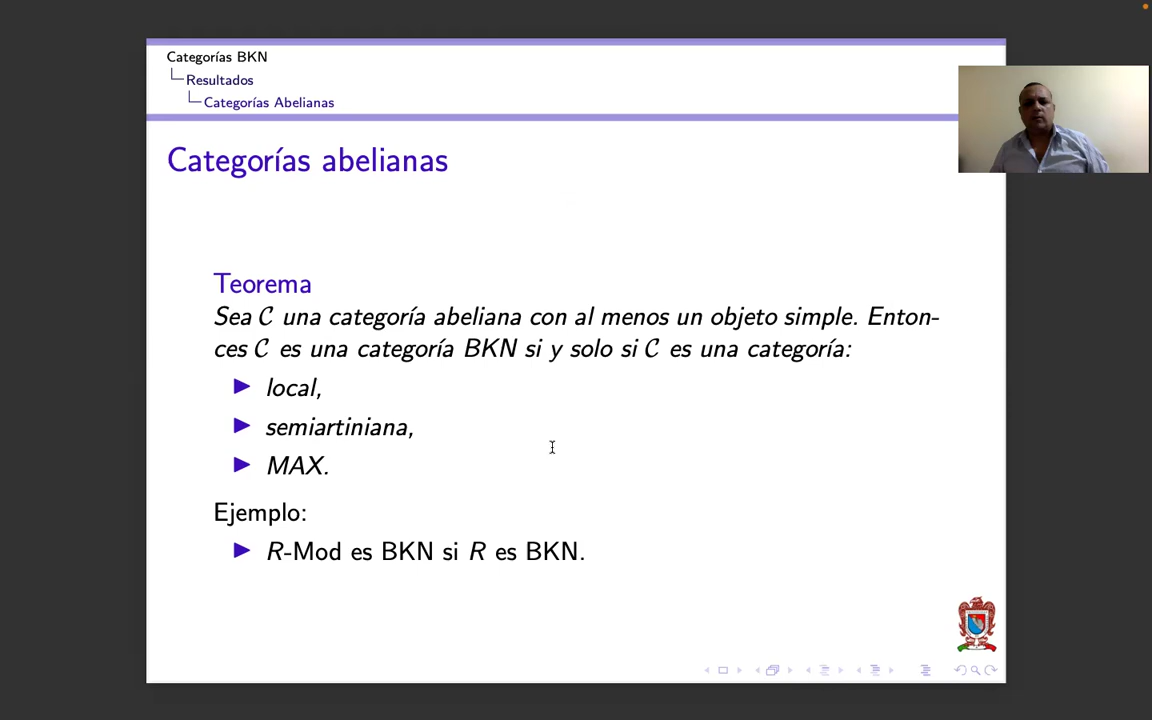 Categorías BKN
Resultados
Categorías Abelianas
Categorías abelianas
Teorema
Sea C una categoría abeliana con al menos un objeto simple. Enton-
ces C es una categoría BKN si y solo si C es una categoría:
▶ local,
▶ semiartiniana,
▶ MAX.
Ejemplo:
▶ R-Mod es BKN si R es BKN.